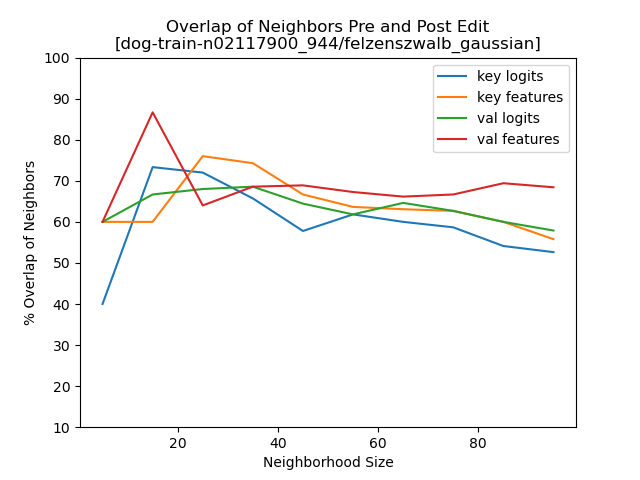 Overlap of Neighbors Pre and Post Edit
[dog-train-n02117900_944/felzenszwalb_gaussian]
100
90
80
70
60
50
40
30
20
10
% Overlap of Neighbors
key logits
key features
val logits
val features
20
40
60
80
Neighborhood Size